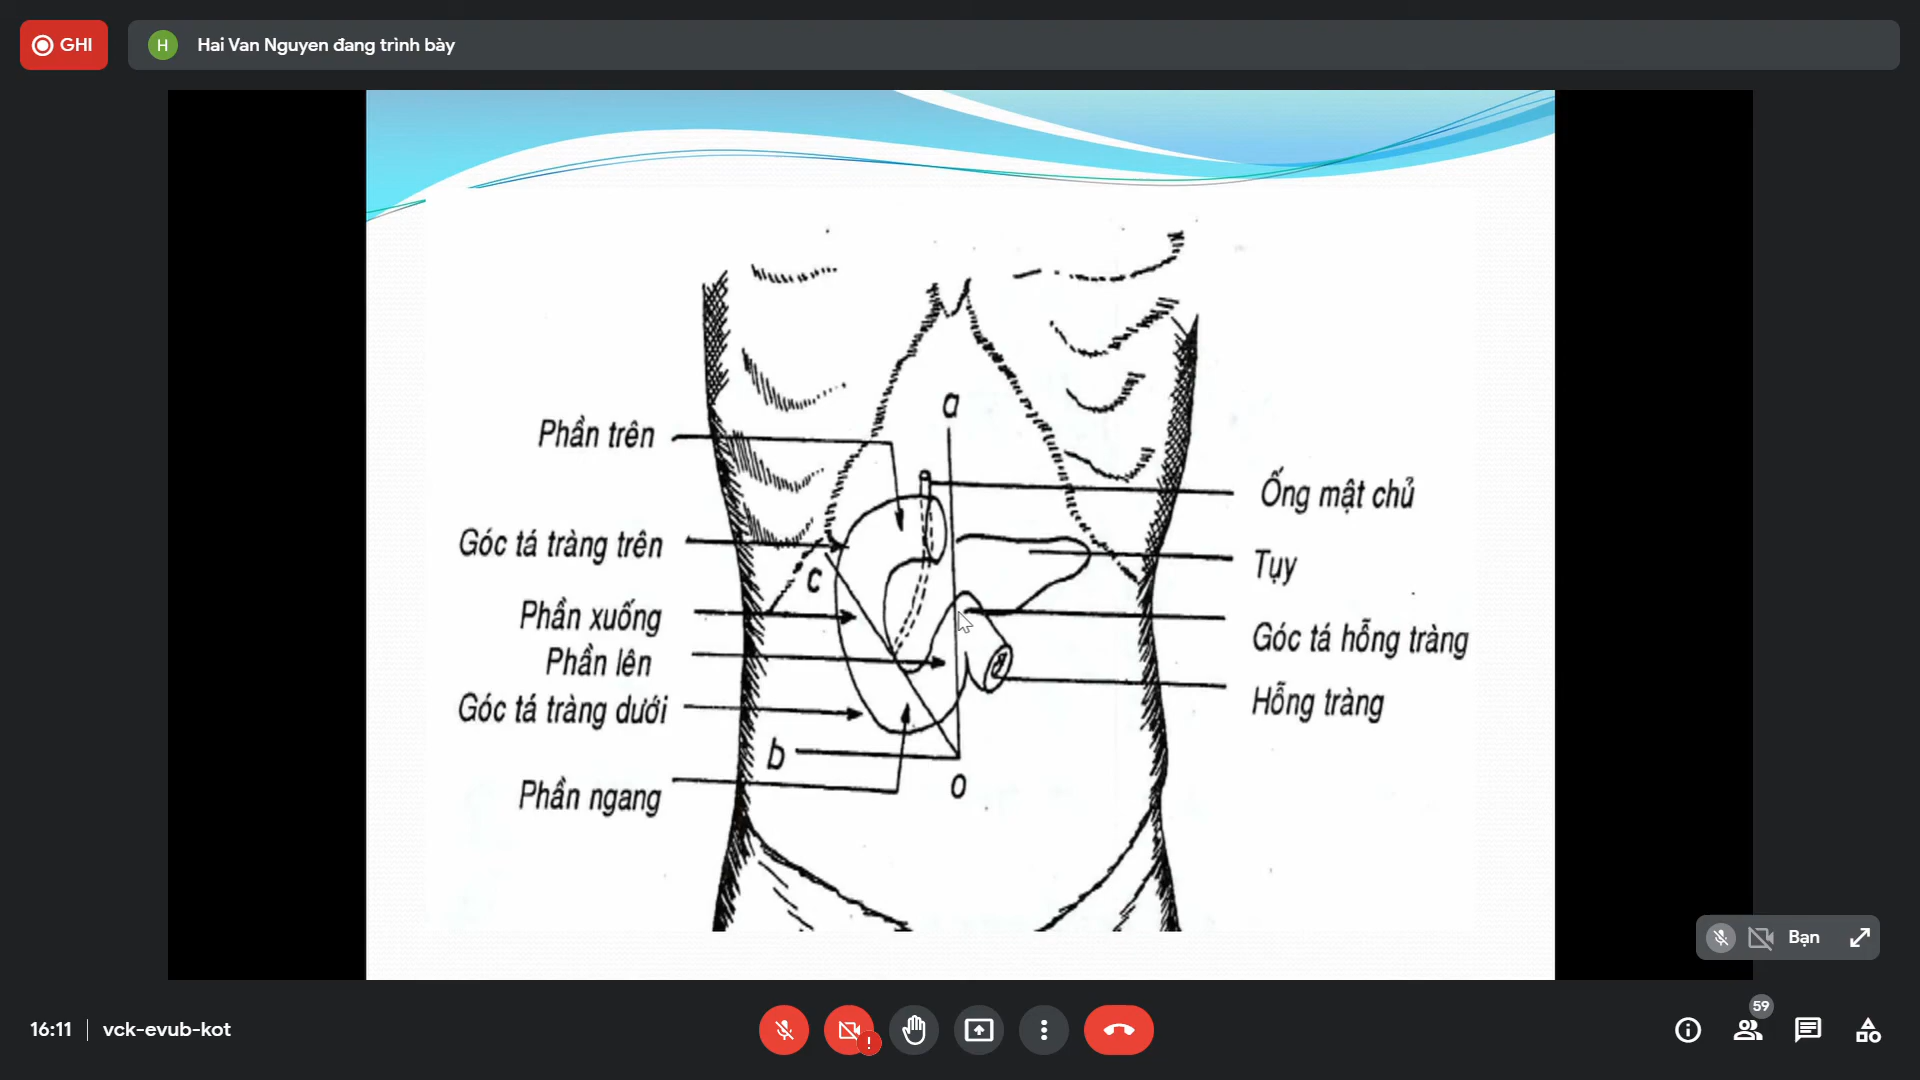 GHI
H
Hai Van Nguyen đang trình bày
a
Phần trên
Ống mật chủ
Góc tá tràng trên
Tụy
c
Phần xuống
Góc tá hỗng tràng
Phần lên
Góc tá tràng dưới
Hỗng tràng
b
o
Phần ngang
Bạn
16:11
vck-evub-kot
!
59